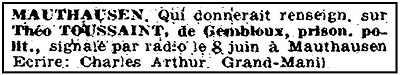 MAUTHAUSEN. Qui donnerait renseign. sur
Théo TOUSSAINT, de Gembloux, prison. po-
lit., signalé par radio le 8 juin à Mauthausen
Ecrire: Charles Arthur. Grand-Manil